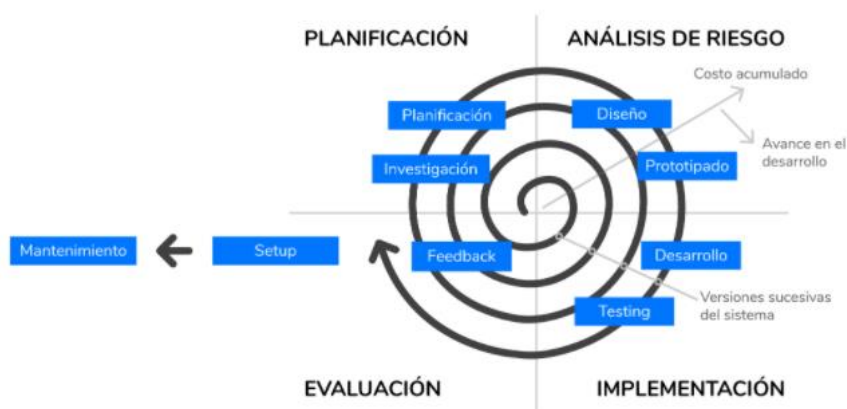 PLANIFICACIÓN
ANÁLISIS DE RIESGO
Costo acumulado
Planificación
Diseño
Avance en el
desarrollo
Investigación
Prototipado
Mantenimiento
Setup
Feedback
Desarrollo
Versiones sucesivas
del sistema
Testing
EVALUACIÓN
IMPLEMENTACIÓN